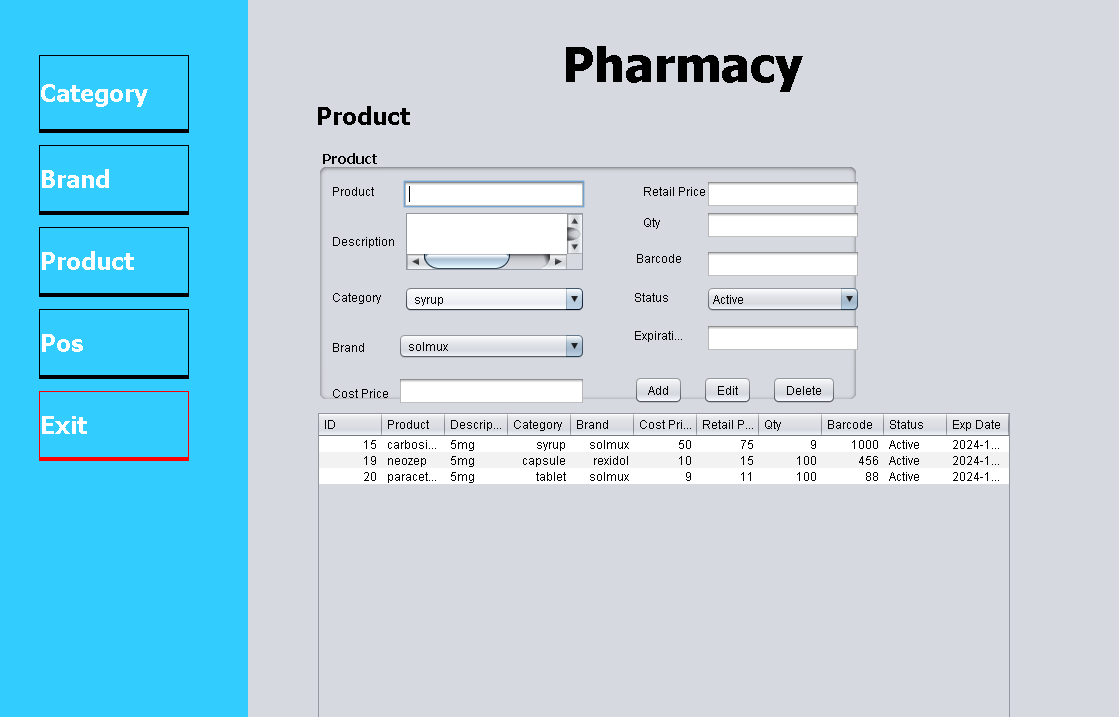 Pharmacy
Category
Brand
Product
Pos
Exit
Product
Product
Product
Retail Price
Description
Qty
Barcode
Category syrup
Status Active
Brand solmux
Expirati...
Cost Price
Add Edit Delete
ID Product Descrip... Category Brand Cost Pri... Retail P... Qty Barcode Status Exp Date
15 carbosi... 5mg syrup solmux 50 75 9 1000 Active 2024-1...
19 neozep 5mg capsule rexidol 10 15 100 456 Active 2024-1...
20 paracet... 5mg tablet solmux 9 11 100 88 Active 2024-1...